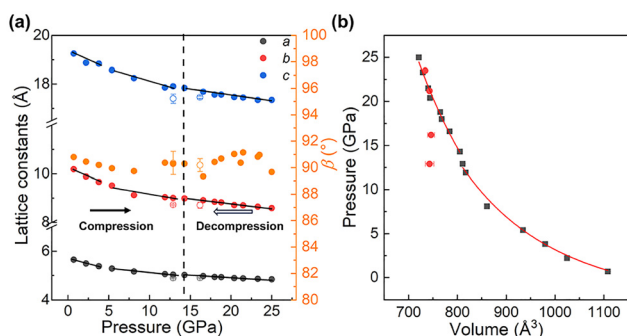 (a)
20
19
18
10
8
6
4
Lattice constants (Å)
a
b
c
100
98
96
94
92
90
88
86
84
82
80
β (°)
Compression
Decompression
0 5 10 15 20 25
Pressure (GPa)
(b)
25
20
15
10
5
0
Pressure (GPa)
700 800 900 1000 1100
Volume (Å³)